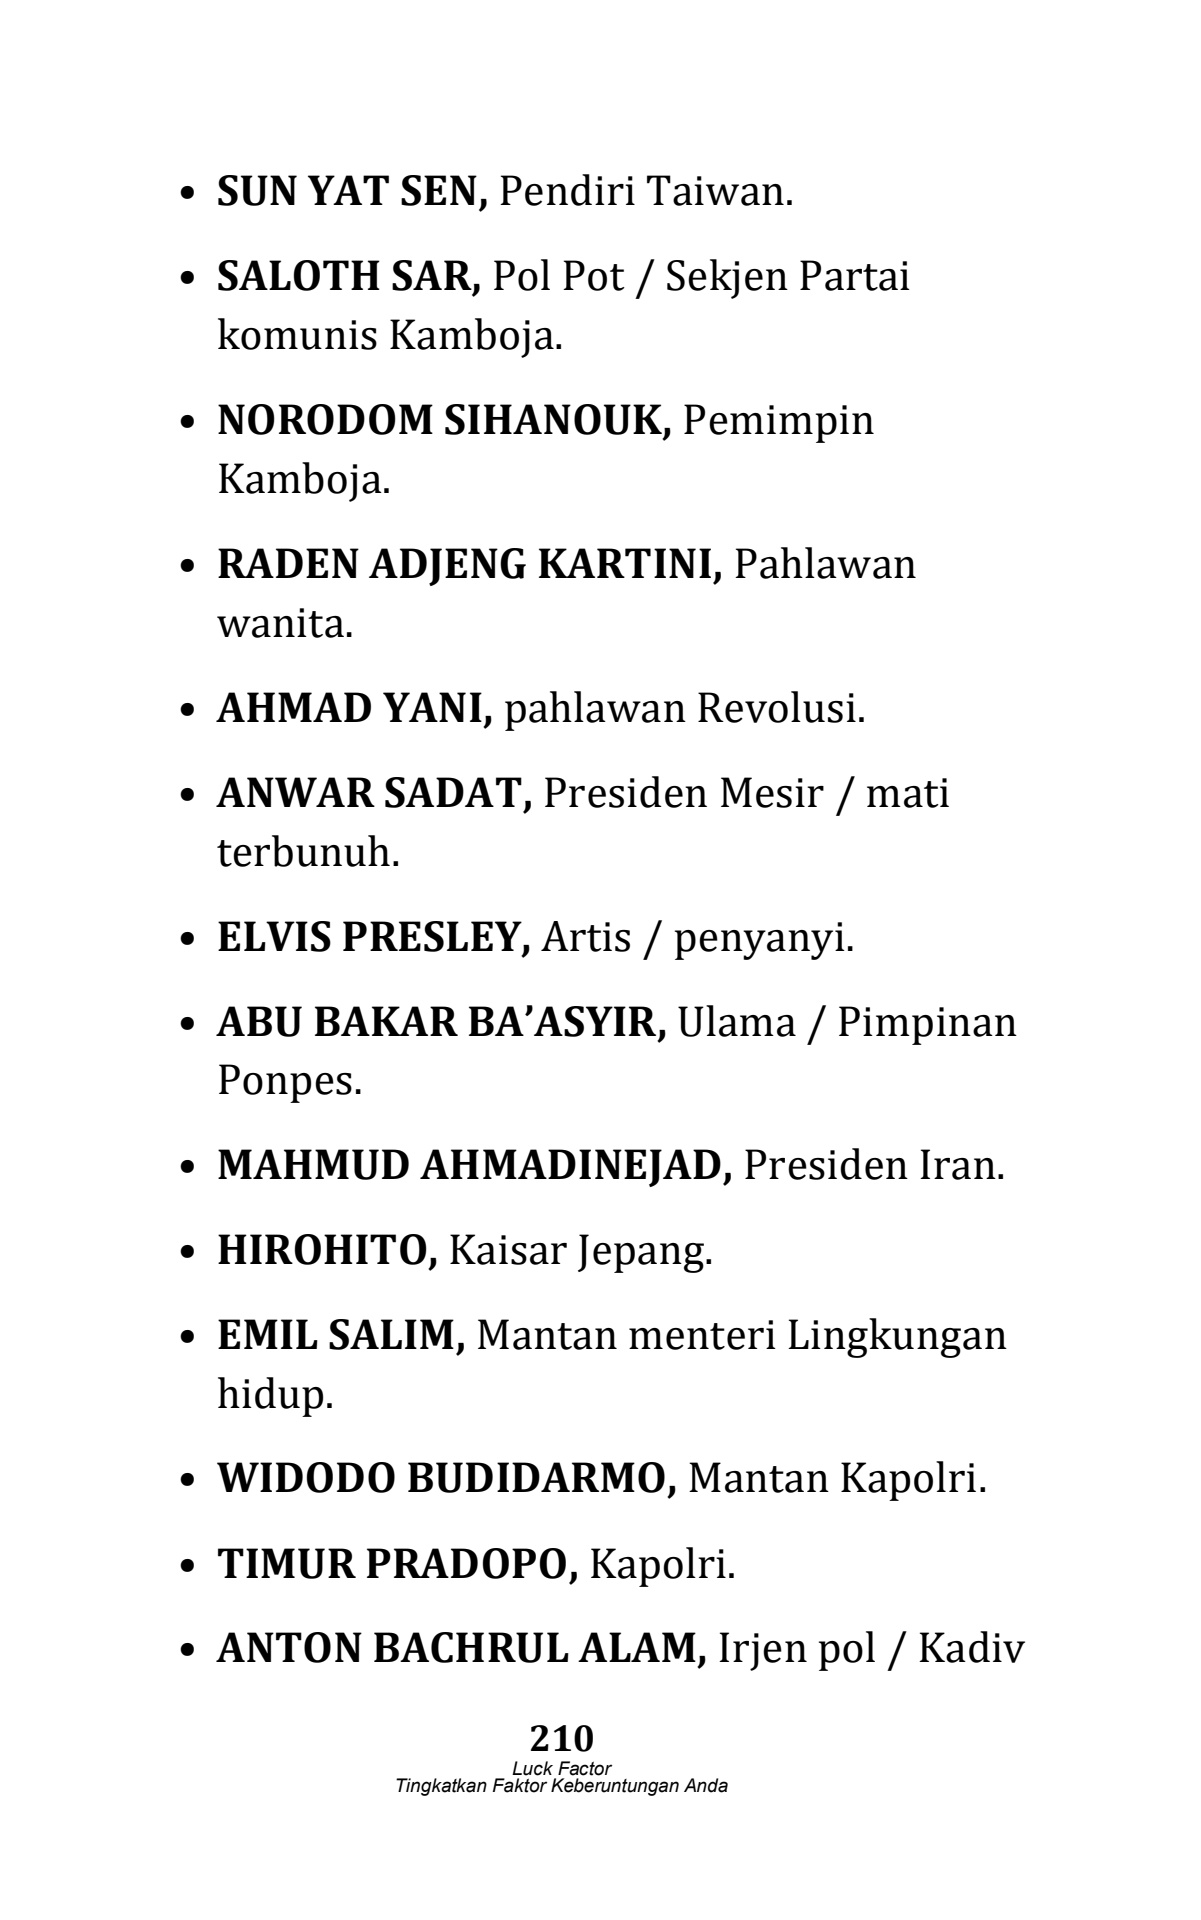 • SUN YAT SEN, Pendiri Taiwan.
• SALOTH SAR, Pol Pot / Sekjen Partai
komunis Kamboja.
• NORODOM SIHANOUK, Pemimpin
Kamboja.
• RADEN ADJENG KARTINI, Pahlawan
wanita.
• AHMAD YANI, pahlawan Revolusi.
• ANWAR SADAT, Presiden Mesir / mati
terbunuh.
• ELVIS PRESLEY, Artis / penyanyi.
• ABU BAKAR BA’ASYIR, Ulama / Pimpinan
Ponpes.
• MAHMUD AHMADINEJAD, Presiden Iran.
• HIROHITO, Kaisar Jepang.
• EMIL SALIM, Mantan menteri Lingkungan
hidup.
• WIDODO BUDIDARMO, Mantan Kapolri.
• TIMUR PRADOPO, Kapolri.
• ANTON BACHRUL ALAM, Irjen pol / Kadiv
210
Luck Factor
Tingkatkan Faktor Keberuntungan Anda